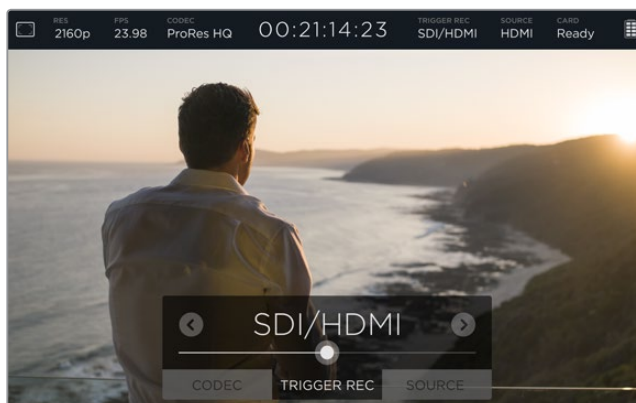 RES FPS CODEC TRIGGER REC SOURCE CARD
2160p 23.98 ProRes HQ 00:21:14:23 SDI/HDMI HDMI Ready
SDI/HDMI
CODEC TRIGGER REC SOURCE